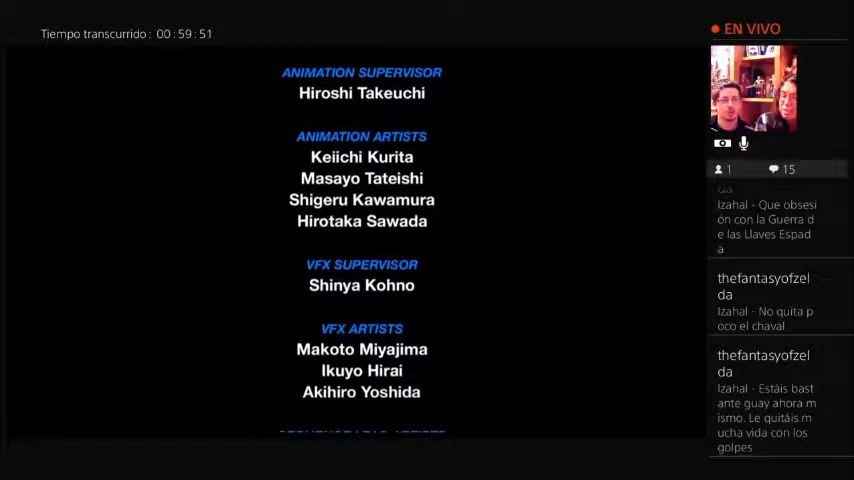 Tiempo transcurrido : 00 : 59 : 51
EN VIVO
ANIMATION SUPERVISOR
Hiroshi Takeuchi
ANIMATION ARTISTS
Keiichi Kurita
Masayo Tateishi
Shigeru Kawamura
Hirotaka Sawada
VFX SUPERVISOR
Shinya Kohno
VFX ARTISTS
Makoto Miyajima
Ikuyo Hirai
Akihiro Yoshida
1
15
da
Izahal - Que obsesi
ón con la Guerra d
e las Llaves Espad
a
thefantasyofzel
da
Izahal - No quita p
oco el chaval
thefantasyofzel
da
Izahal - Estáis bast
ante guay ahora m
ismo. Le quitáis m
ucha vida con los
golpes